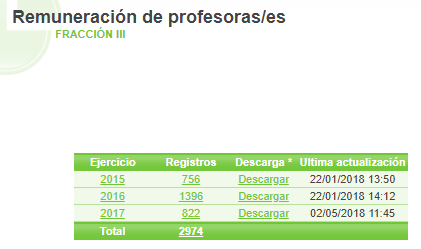 Remuneración de profesoras/es
FRACCIÓN III
Ejercicio Registros Descarga * Ultima actualización
2015 756 Descargar 22/01/2018 13:50
2016 1396 Descargar 22/01/2018 14:12
2017 822 Descargar 02/05/2018 11:45
Total 2974